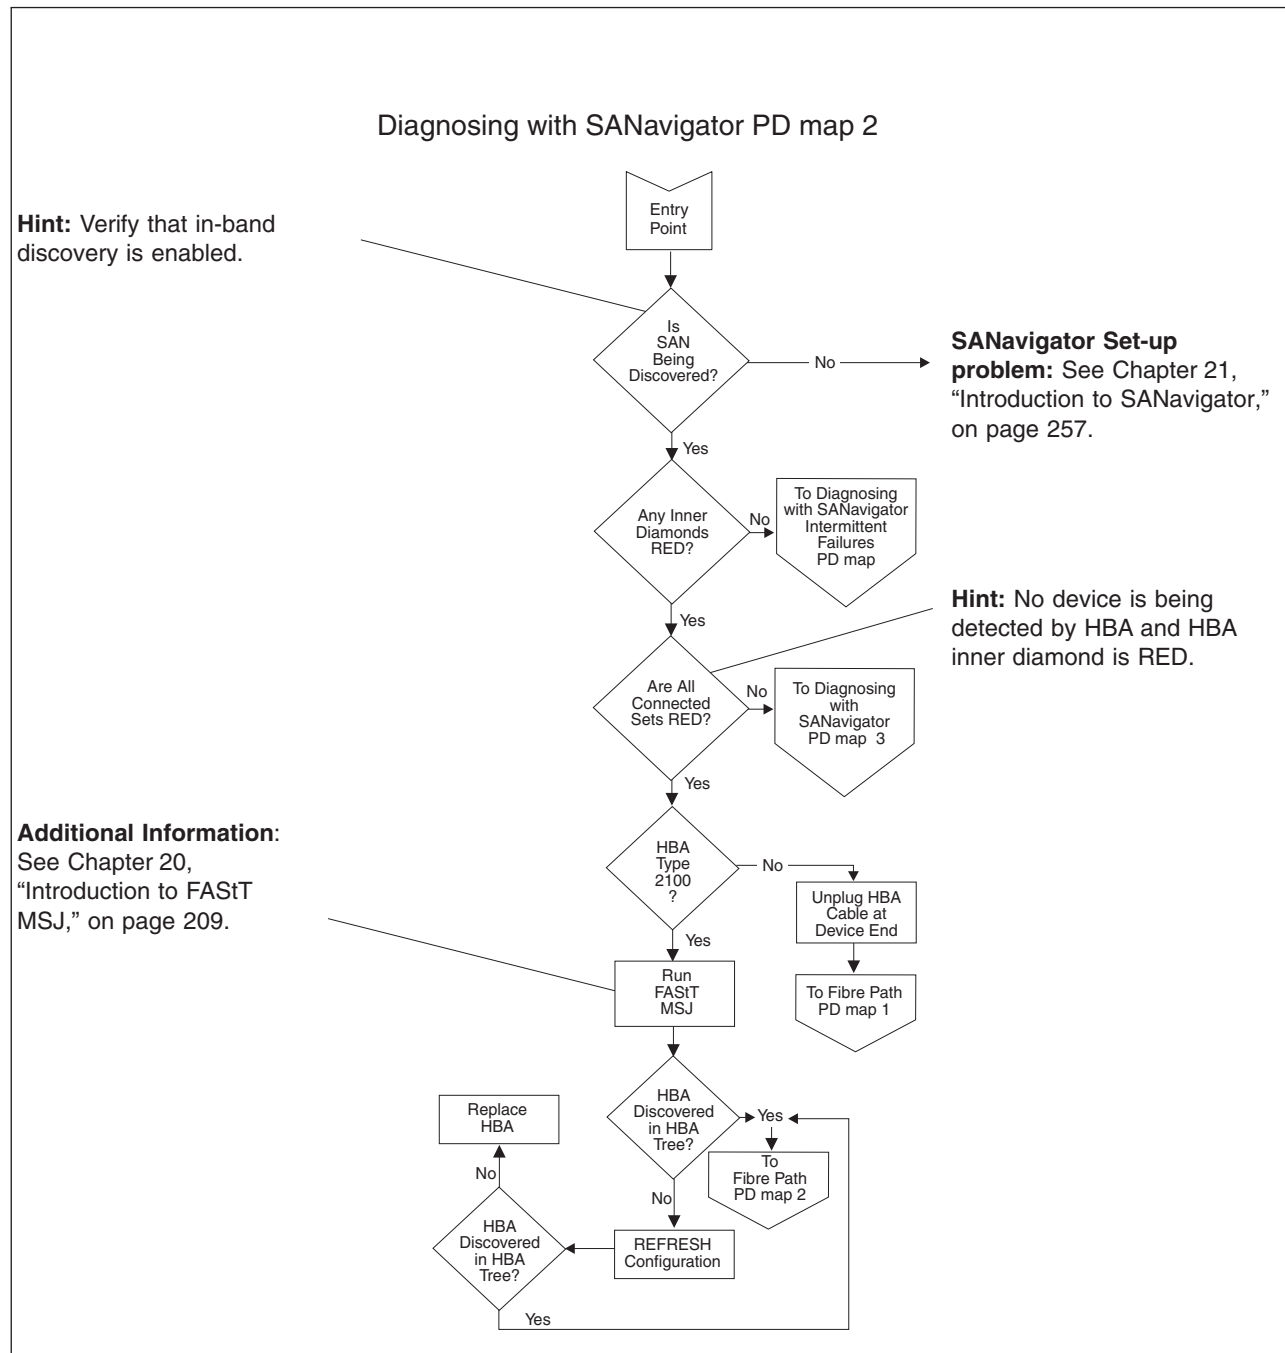 Diagnosing with SANavigator PD map 2
Entry
Point
Hint: Verify that in-band
discovery is enabled.
Is
SAN
Being
Discovered?
No
SANavigator Set-up
problem: See Chapter 21,
“Introduction to SANavigator,”
on page 257.
Yes
Any Inner
Diamonds
RED?
No
To Diagnosing
with SANavigator
Intermittent
Failures
PD map
Yes
Hint: No device is being
detected by HBA and HBA
inner diamond is RED.
Are All
Connected
Sets RED?
No
To Diagnosing
with
SANavigator
PD map 3
Yes
HBA
Type
2100
?
No
Unplug HBA
Cable at
Device End
To Fibre Path
PD map 1
Additional Information:
See Chapter 20,
“Introduction to FAStT
MSJ,” on page 209.
Yes
Run
FAStT
MSJ
HBA
Discovered
in HBA
Tree?
Yes
To
Fibre Path
PD map 2
No
REFRESH
Configuration
HBA
Discovered
in HBA
Tree?
No
Replace
HBA
Yes